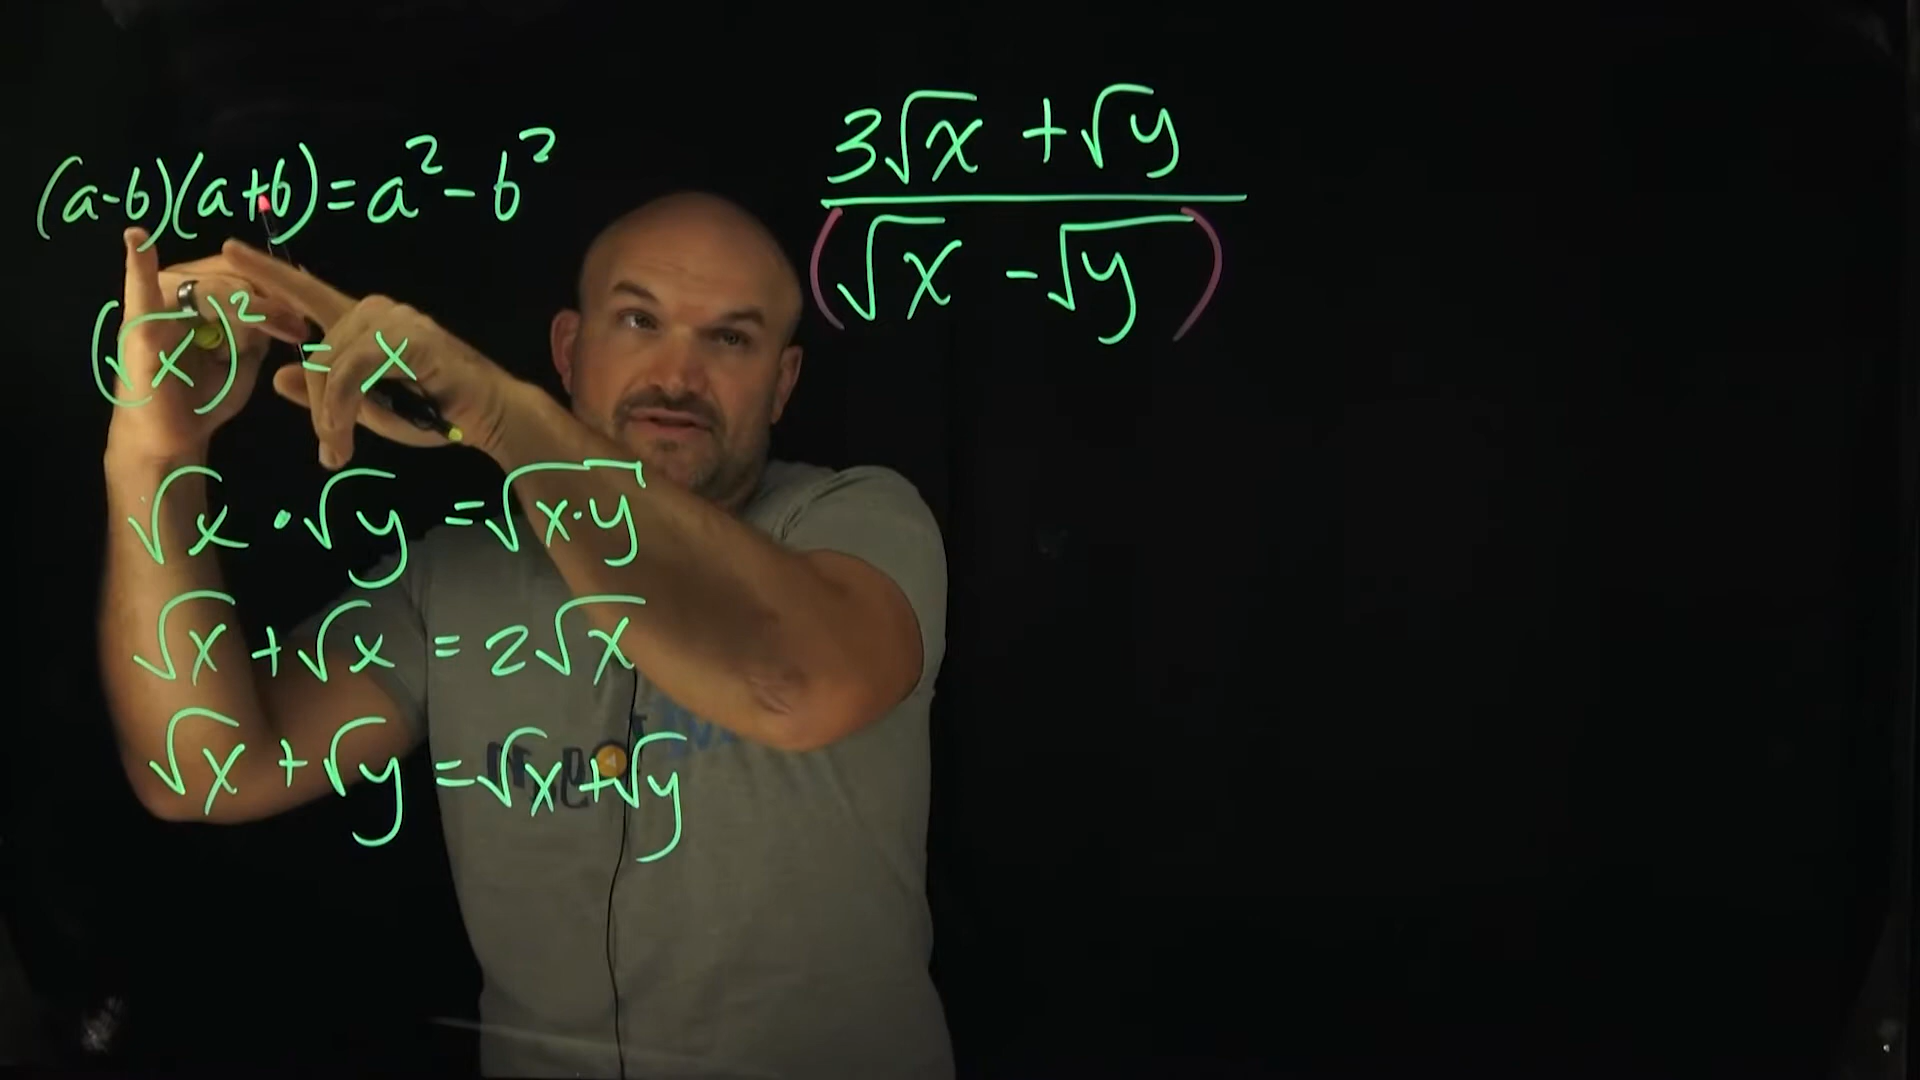 (a-b)(a+b)=a²-b²
(√x)² = x
√x · √y = √x·y
√x + √x = 2√x
√x + √y = √x + √y
3√x + √y
(√x - √y)